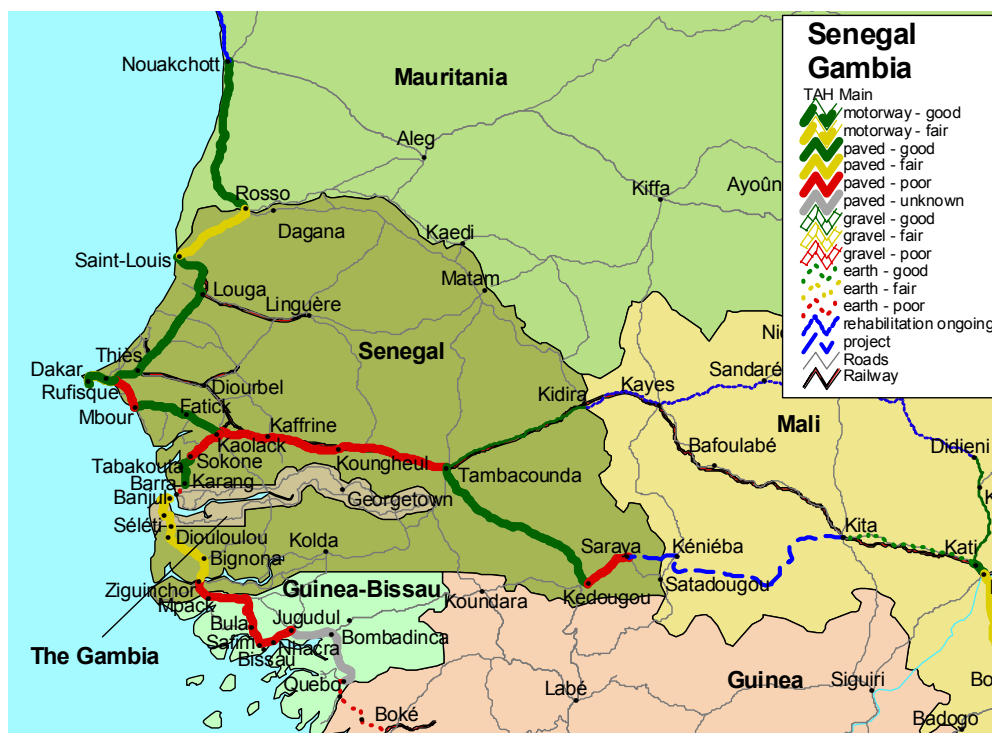 Senegal
Gambia
TAH Main
motorway - good
motorway - fair
paved - good
paved - fair
paved - poor
paved - unknown
gravel - good
gravel - fair
gravel - poor
earth - good
earth - fair
earth - poor
rehabilitation ongoing
project
Roads
Railway
Nouakchott
Mauritania
Aleg
Kiffa
Ayoûn
Rosso
Dagana
Kaedi
Saint-Louis
Matam
Louga
Linguère
Senegal
Thiès
Dakar
Rufisque
Diourbel
Kidira
Kayes
Sandaré
Mbour
Fatick
Kaffrine
Mali
Kaolack
Sokone
Koungheul
Bafoulabé
Didieni
Tabakouta
Tambacounda
Barra
Karang
Banjul
Georgetown
Séléti
Kita
Diouloulou
Kolda
Saraya
Kéniéba
Kati
Bignona
Ziguinchor
Guinea-Bissau
Kédougou
Satadougou
Mpack
Koundara
Jugudul
Bula
Bombadinca
Safim
Nhacra
The Gambia
Bissau
Guinea
Quebo
Labé
Siguiri
Boké
Badogo